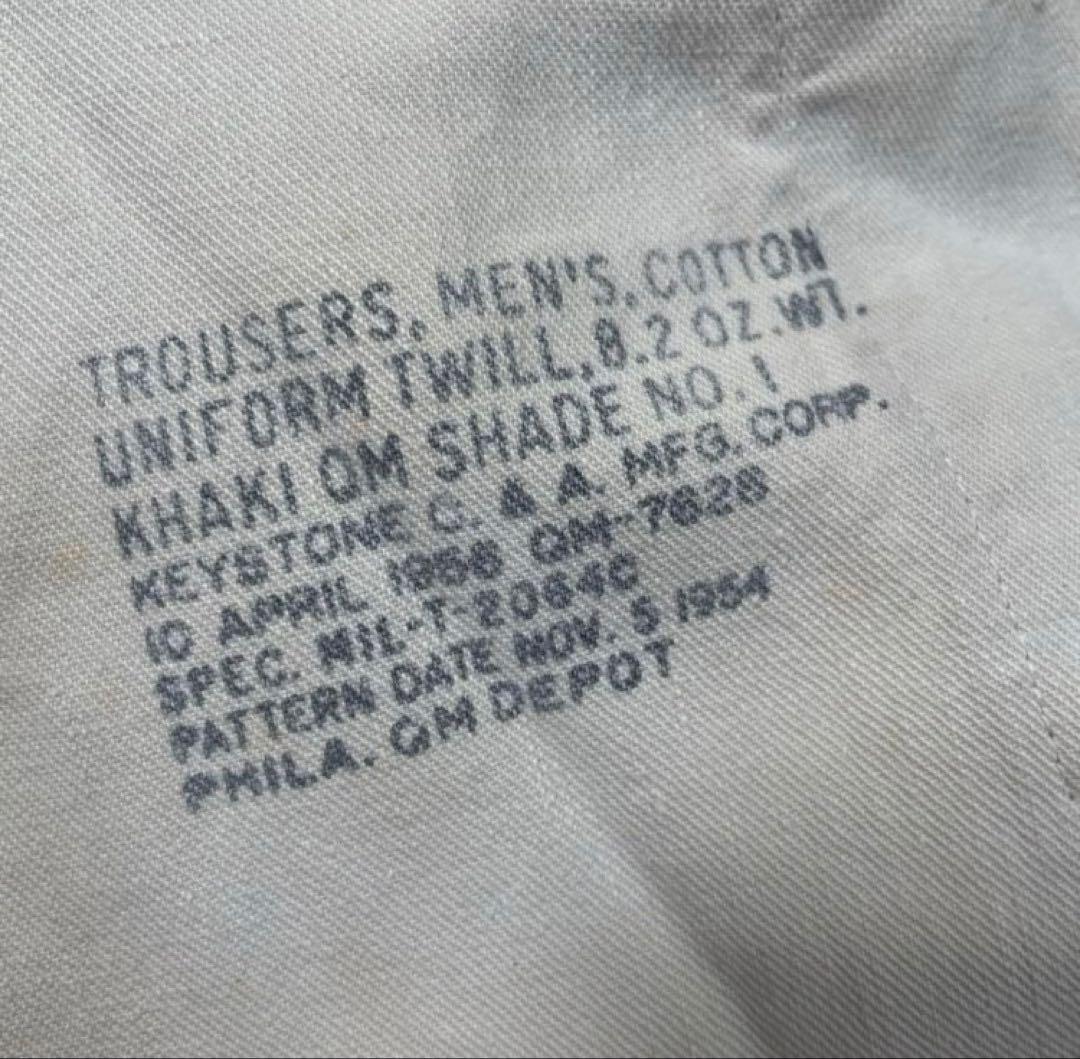 TROUSERS, MEN'S, COTTON
UNIFORM TWILL, 8.2 OZ. WT.
KHAKI QM SHADE NO. 1
KEYSTONE C. & A. MFG. CORP.
10 APRIL 1956 QM-7628
SPEC. MIL-T-2064C
PATTERN DATE NOV. 5 1954
PHILA. QM DEPOT